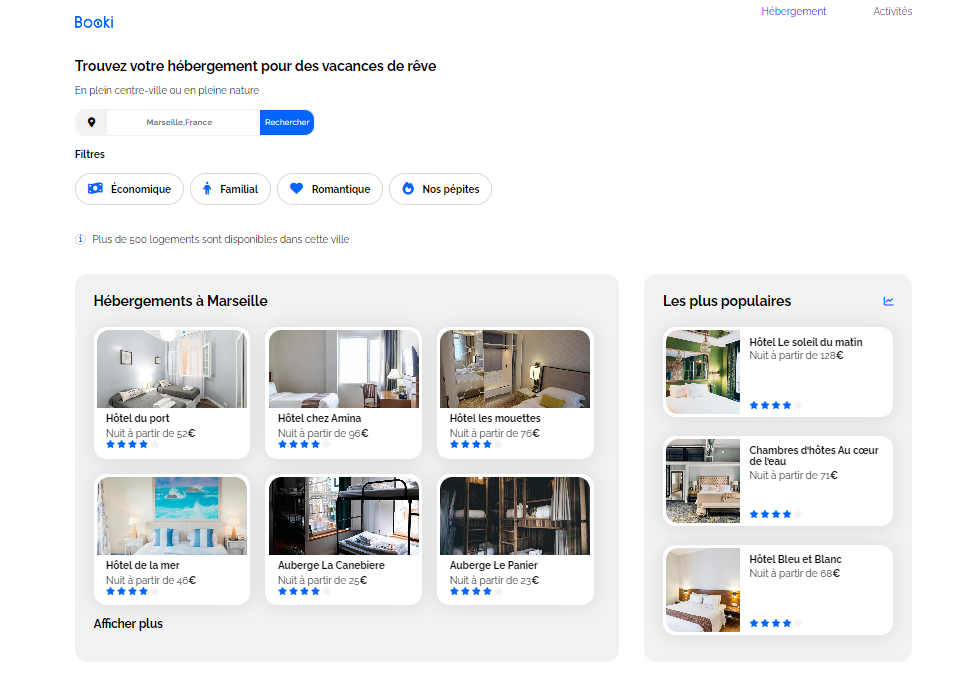 Booki
Hébergement
Activités
Trouvez votre hébergement pour des vacances de rêve
En plein centre-ville ou en pleine nature
Marseille,France
Rechercher
Filtres
Économique
Familial
Romantique
Nos pépites
Plus de 500 logements sont disponibles dans cette ville
Hébergements à Marseille
Hôtel du port
Nuit à partir de 52€
Hôtel chez Amina
Nuit à partir de 96€
Hôtel les mouettes
Nuit à partir de 76€
Hôtel de la mer
Nuit à partir de 46€
Auberge La Canebiere
Nuit à partir de 25€
Auberge Le Panier
Nuit à partir de 23€
Afficher plus
Les plus populaires
Hôtel Le soleil du matin
Nuit à partir de 128€
Chambres d'hôtes Au cœur
de l'eau
Nuit à partir de 71€
Hôtel Bleu et Blanc
Nuit à partir de 68€